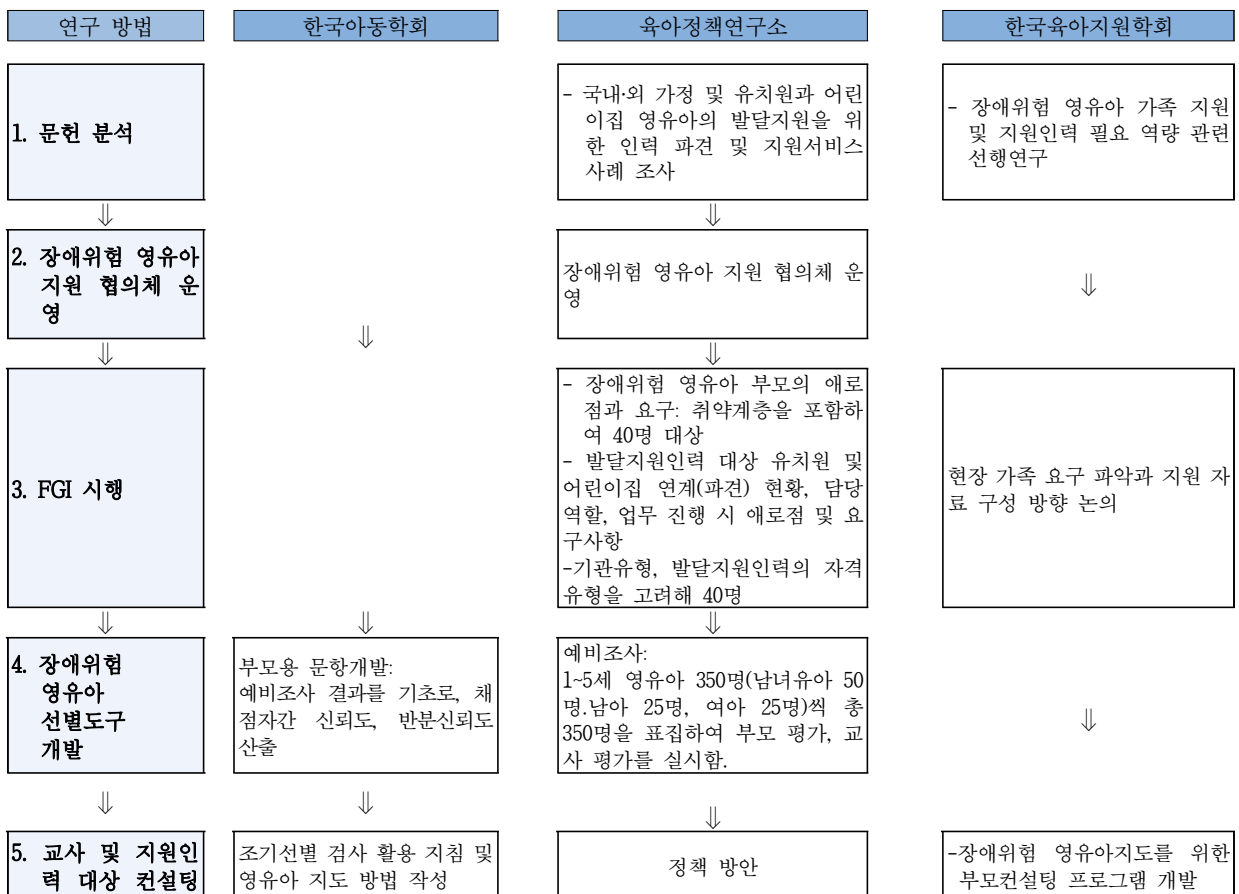 연구 방법
한국아동학회
육아정책연구소
한국육아지원학회
1. 문헌 분석
- 국내·외 가정 및 유치원과 어린
이집 영유아의 발달지원을 위
한 인력 파견 및 지원서비스
사례 조사
- 장애위험 영유아 가족 지원
및 지원인력 필요 역량 관련
선행연구
⇓
⇓
2. 장애위험 영유아
지원 협의체 운
영
장애위험 영유아 지원 협의체 운
영
⇓
⇓
⇓
⇓
3. FGI 시행
- 장애위험 영유아 부모의 애로
점과 요구: 취약계층을 포함하
여 40명 대상
- 발달지원인력 대상 유치원 및
어린이집 연계(파견) 현황, 담당
역할, 업무 진행 시 애로점 및 요
구사항
-기관유형, 발달지원인력의 자격
유형을 고려해 40명
현장 가족 요구 파악과 지원 자
료 구성 방향 논의
⇓
⇓
⇓
4. 장애위험
영유아
선별도구
개발
부모용 문항개발:
예비조사 결과를 기초로, 채
점자간 신뢰도, 반분신뢰도
산출
예비조사:
1~5세 영유아 350명(남녀유아 50
명.남아 25명, 여아 25명)씩 총
350명을 표집하여 부모 평가, 교
사 평가를 실시함.
⇓
⇓
⇓
⇓
5. 교사 및 지원인
력 대상 컨설팅
조기선별 검사 활용 지침 및
영유아 지도 방법 작성
정책 방안
-장애위험 영유아지도를 위한
부모컨설팅 프로그램 개발